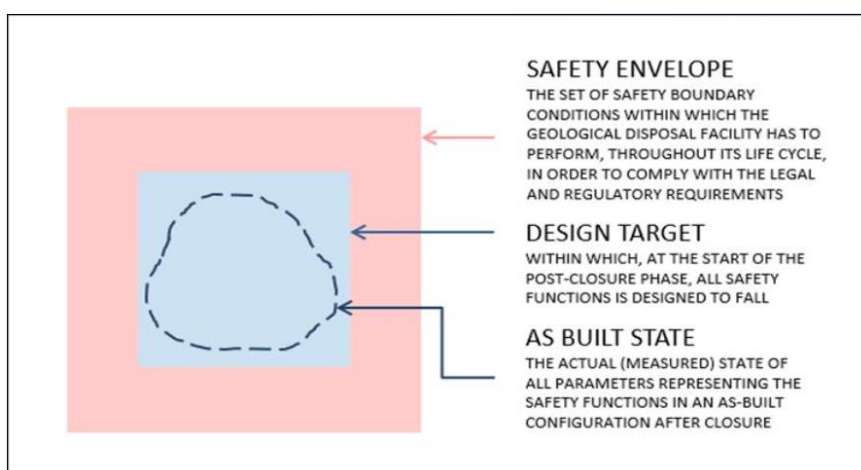 SAFETY ENVELOPE
THE SET OF SAFETY BOUNDARY
CONDITIONS WITHIN WHICH THE
GEOLOGICAL DISPOSAL FACILITY HAS TO
PERFORM, THROUGHOUT ITS LIFE CYCLE,
IN ORDER TO COMPLY WITH THE LEGAL
AND REGULATORY REQUIREMENTS
DESIGN TARGET
WITHIN WHICH, AT THE START OF THE
POST-CLOSURE PHASE, ALL SAFETY
FUNCTIONS IS DESIGNED TO FALL
AS BUILT STATE
THE ACTUAL (MEASURED) STATE OF
ALL PARAMETERS REPRESENTING THE
SAFETY FUNCTIONS IN AN AS-BUILT
CONFIGURATION AFTER CLOSURE